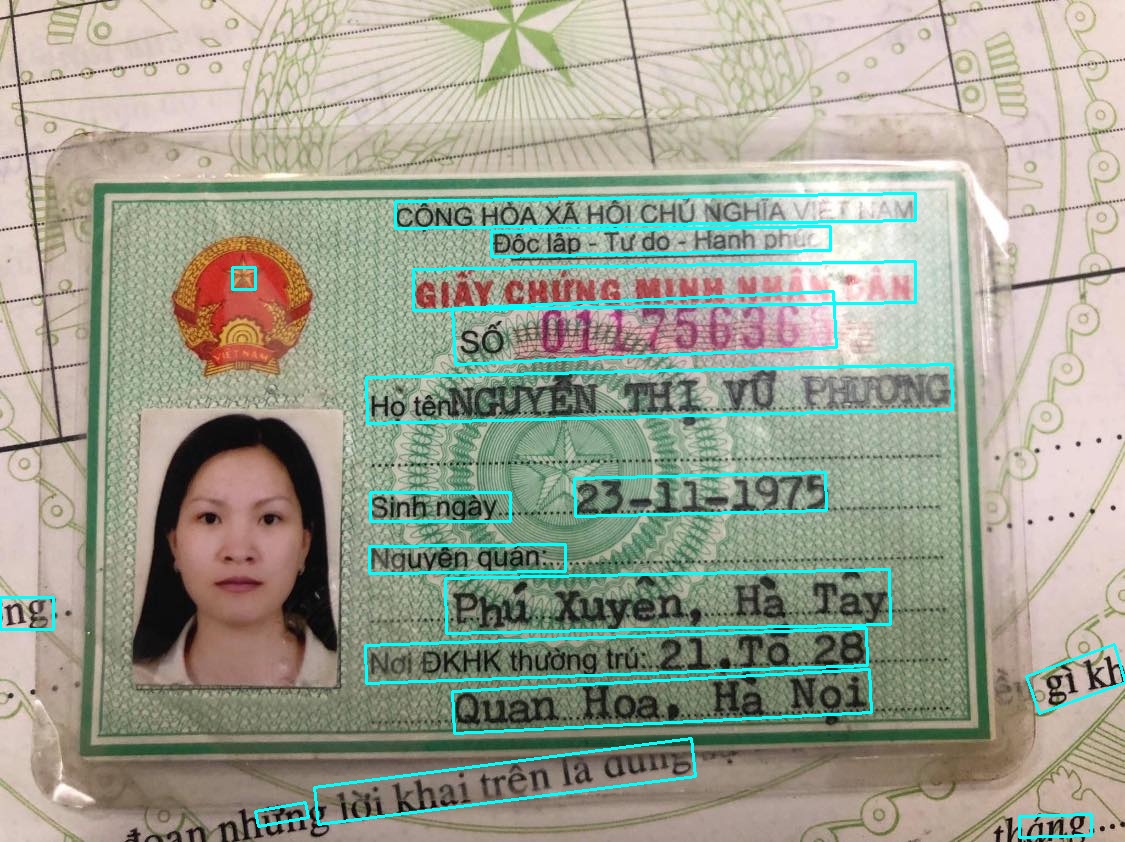 CỘNG HÒA XÃ HỘI CHỦ NGHĨA VIỆT NAM
Độc lập - Tự do - Hạnh phúc
GIẤY CHỨNG MINH NHÂN DÂN
SỐ 01175636
VIỆT NAM
Họ tên NGUYỄN THỊ VŨ PHƯƠNG
Sinh ngày 23-11-1975
Nguyên quán:
Phú Xuyên, Hà Tây
Nơi ĐKHK thường trú: 21.Tổ 28
Quan Hoa, Hà Nội
ng
gì kh
đoan những lời khai trên là đúng
tháng